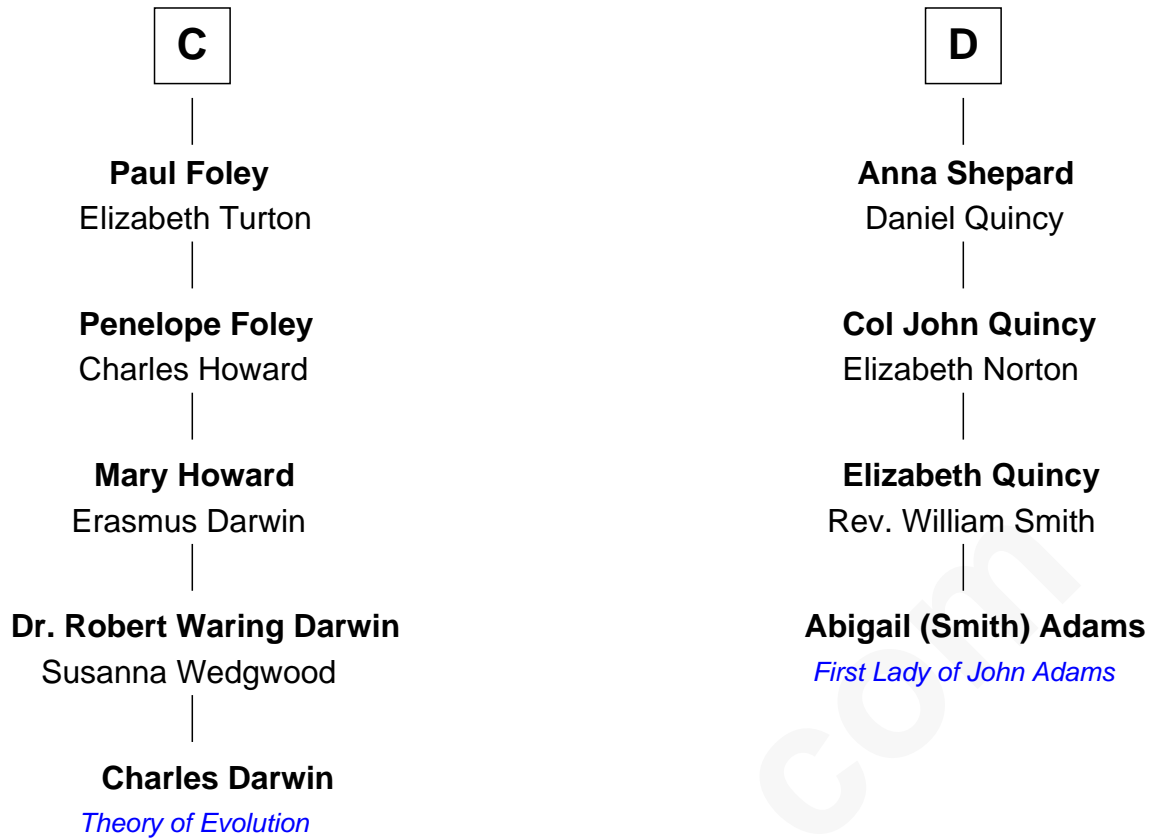 C
Paul Foley
Elizabeth Turton
Penelope Foley
Charles Howard
Mary Howard
Erasmus Darwin
Dr. Robert Waring Darwin
Susanna Wedgwood
Charles Darwin
Theory of Evolution
D
Anna Shepard
Daniel Quincy
Col John Quincy
Elizabeth Norton
Elizabeth Quincy
Rev. William Smith
Abigail (Smith) Adams
First Lady of John Adams
com